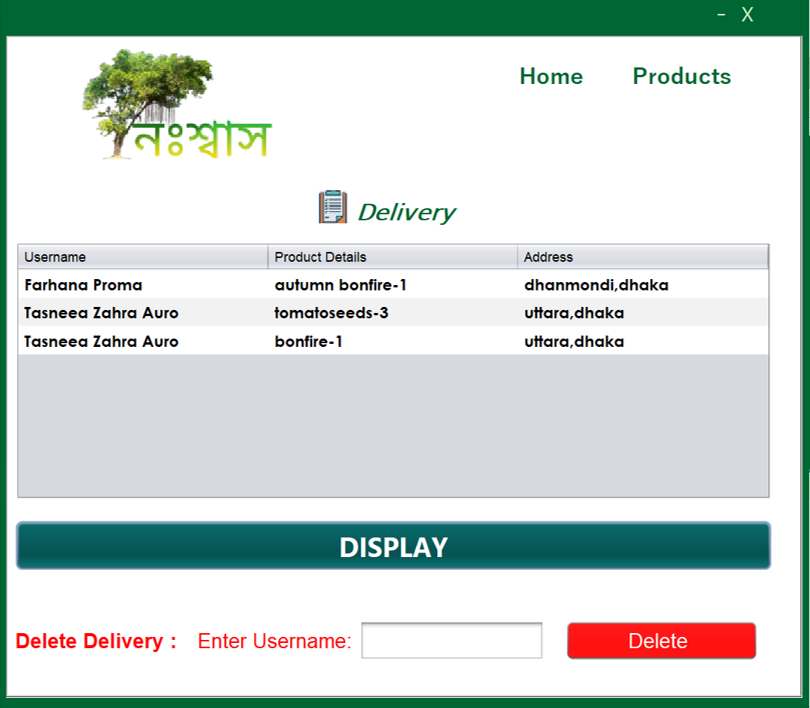 – X
নঃশ্বাস
Home Products
Delivery
Username Product Details Address
Farhana Proma autumn bonfire-1 dhanmondi,dhaka
Tasneea Zahra Auro tomatoseeds-3 uttara,dhaka
Tasneea Zahra Auro bonfire-1 uttara,dhaka
DISPLAY
Delete Delivery : Enter Username: Delete